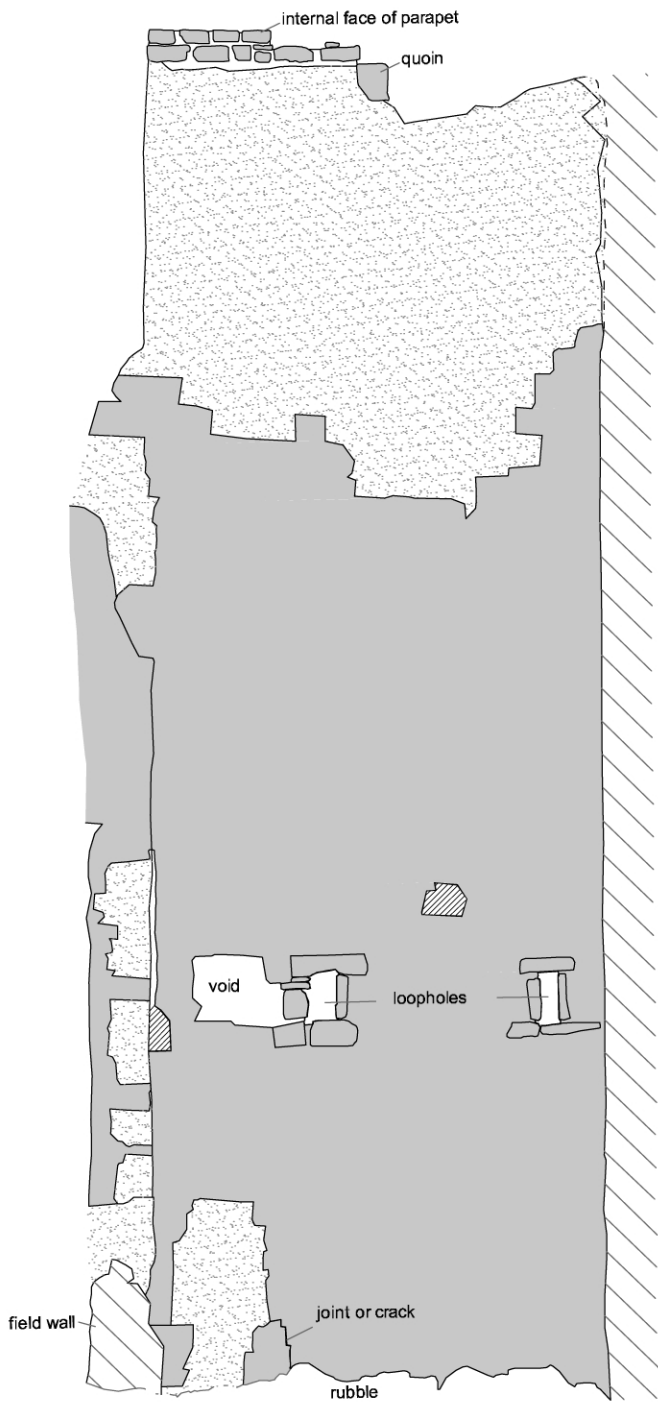 internal face of parapet
quoin
void
loopholes
joint or crack
field wall
rubble